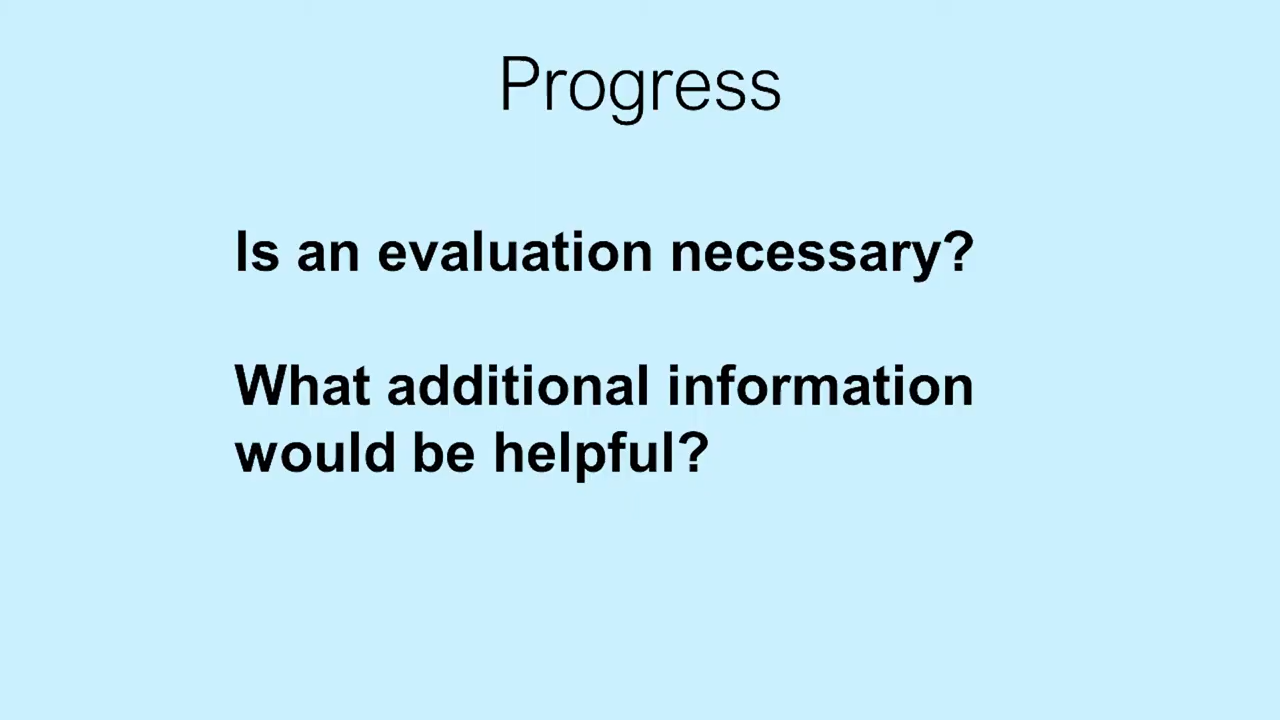 Progress
Is an evaluation necessary?
What additional information
would be helpful?